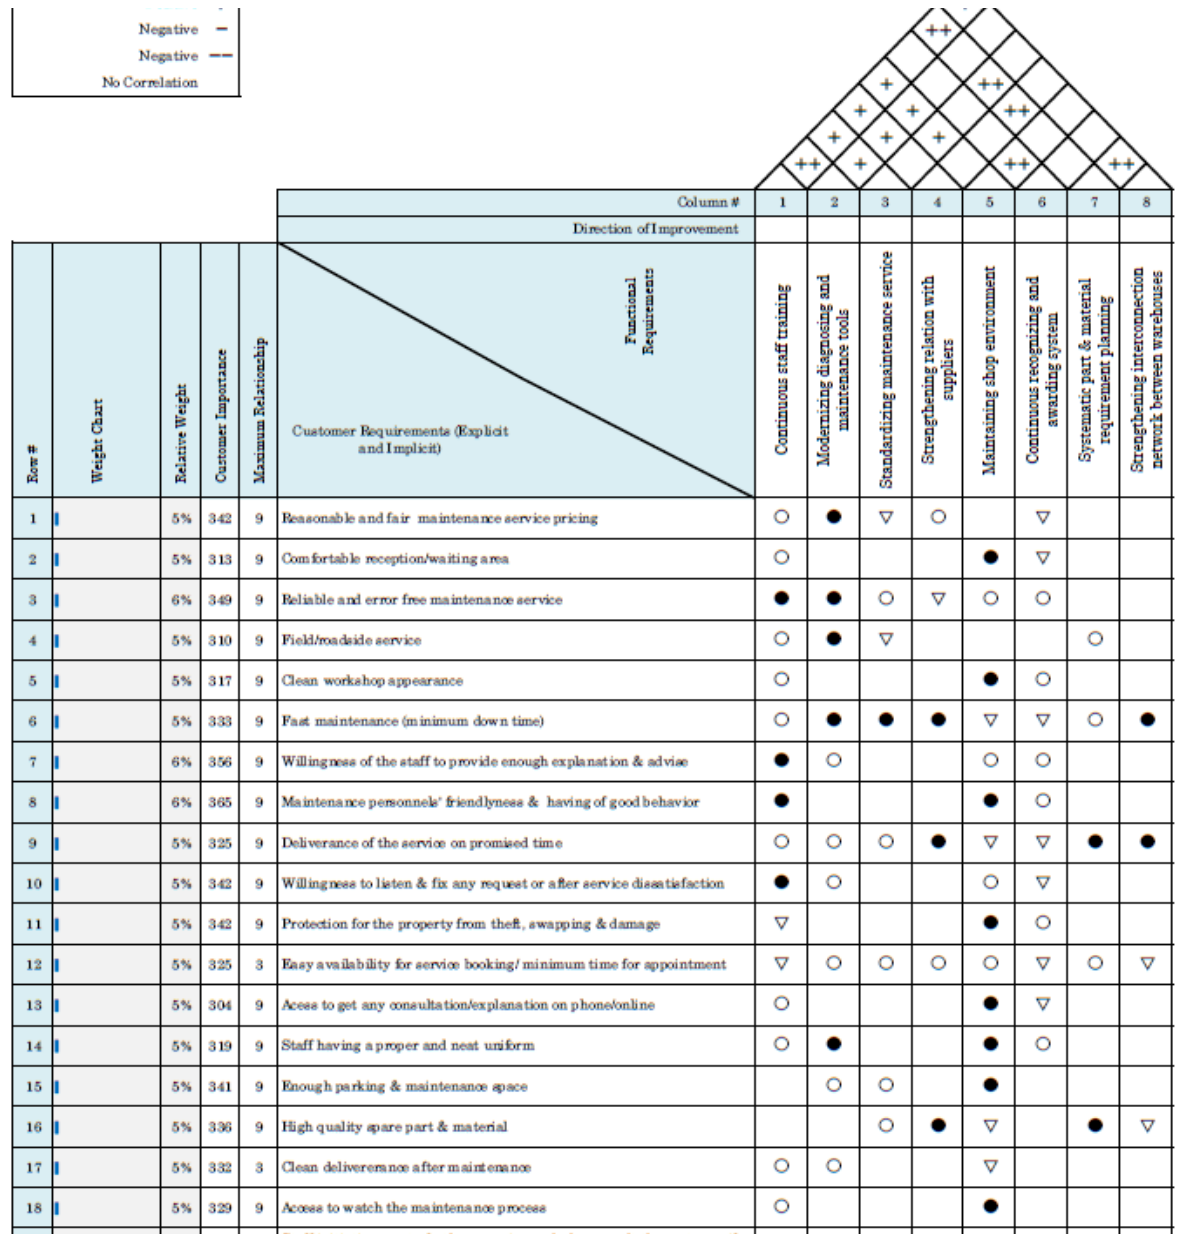 Negative −
Negative −−
No Correlation
++
+ ++
+ + ++
+ + +
++ + ++ ++
Column # 1 2 3 4 5 6 7 8
Direction of Improvement
Row #
Weight Chart
Relative Weight
Customer Importance
Maximum Relationship
Customer Requirements (Explicit
and Implicit)
Functional
Requirements
Continuous staff training
Modernizing diagnosing and
maintenance tools
Standardizing maintenance service
Strengthening relation with
suppliers
Maintaining shop environment
Continuous recognizing and
awarding system
Systematic part & material
requirement planning
Strengthening interconnection
network between warehouses
1 5% 342 9 Reasonable and fair maintenance service pricing ○ ● ▽ ○ ▽
2 5% 313 9 Comfortable reception/waiting area ○ ● ▽
3 6% 349 9 Reliable and error free maintenance service ● ● ○ ▽ ○ ○
4 5% 310 9 Field/roadside service ○ ● ▽ ○
5 5% 317 9 Clean workshop appearance ○ ● ○
6 5% 333 9 Fast maintenance (minimum down time) ○ ● ● ● ▽ ▽ ○ ●
7 6% 356 9 Willingness of the staff to provide enough explanation & advise ● ○ ○ ○
8 6% 365 9 Maintenance personnels' friendlyness & having of good behavior ● ● ○
9 5% 325 9 Deliverance of the service on promised time ○ ○ ○ ● ▽ ▽ ● ●
10 5% 342 9 Willingness to listen & fix any request or after service dissatisfaction ● ○ ○ ▽
11 5% 342 9 Protection for the property from theft, swapping & damage ▽ ● ○
12 5% 325 3 Easy availability for service booking/ minimum time for appointment ▽ ○ ○ ○ ○ ▽ ○ ▽
13 5% 304 9 Acess to get any consultation/explanation on phone/online ○ ● ▽
14 5% 319 9 Staff having a proper and neat uniform ○ ● ● ○
15 5% 341 9 Enough parking & maintenance space ○ ○ ●
16 5% 336 9 High quality spare part & material ○ ● ▽ ● ▽
17 5% 332 3 Clean delivererance after maintenance ○ ○ ▽
18 5% 329 9 Access to watch the maintenance process ○ ●